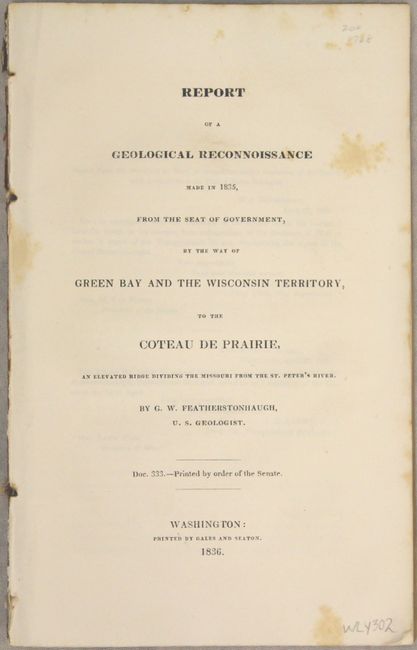 REPORT
OF A
GEOLOGICAL RECONNOISSANCE
MADE IN 1835,
FROM THE SEAT OF GOVERNMENT,
BY THE WAY OF
GREEN BAY AND THE WISCONSIN TERRITORY,
TO THE
COTEAU DE PRAIRIE,
AN ELEVATED RIDGE DIVIDING THE MISSOURI FROM THE ST. PETER'S RIVER.
BY G. W. FEATHERSTONHAUGH,
U. S. GEOLOGIST.
Doc. 333.—Printed by order of the Senate.
WASHINGTON:
PRINTED BY GALES AND SEATON.
1836.